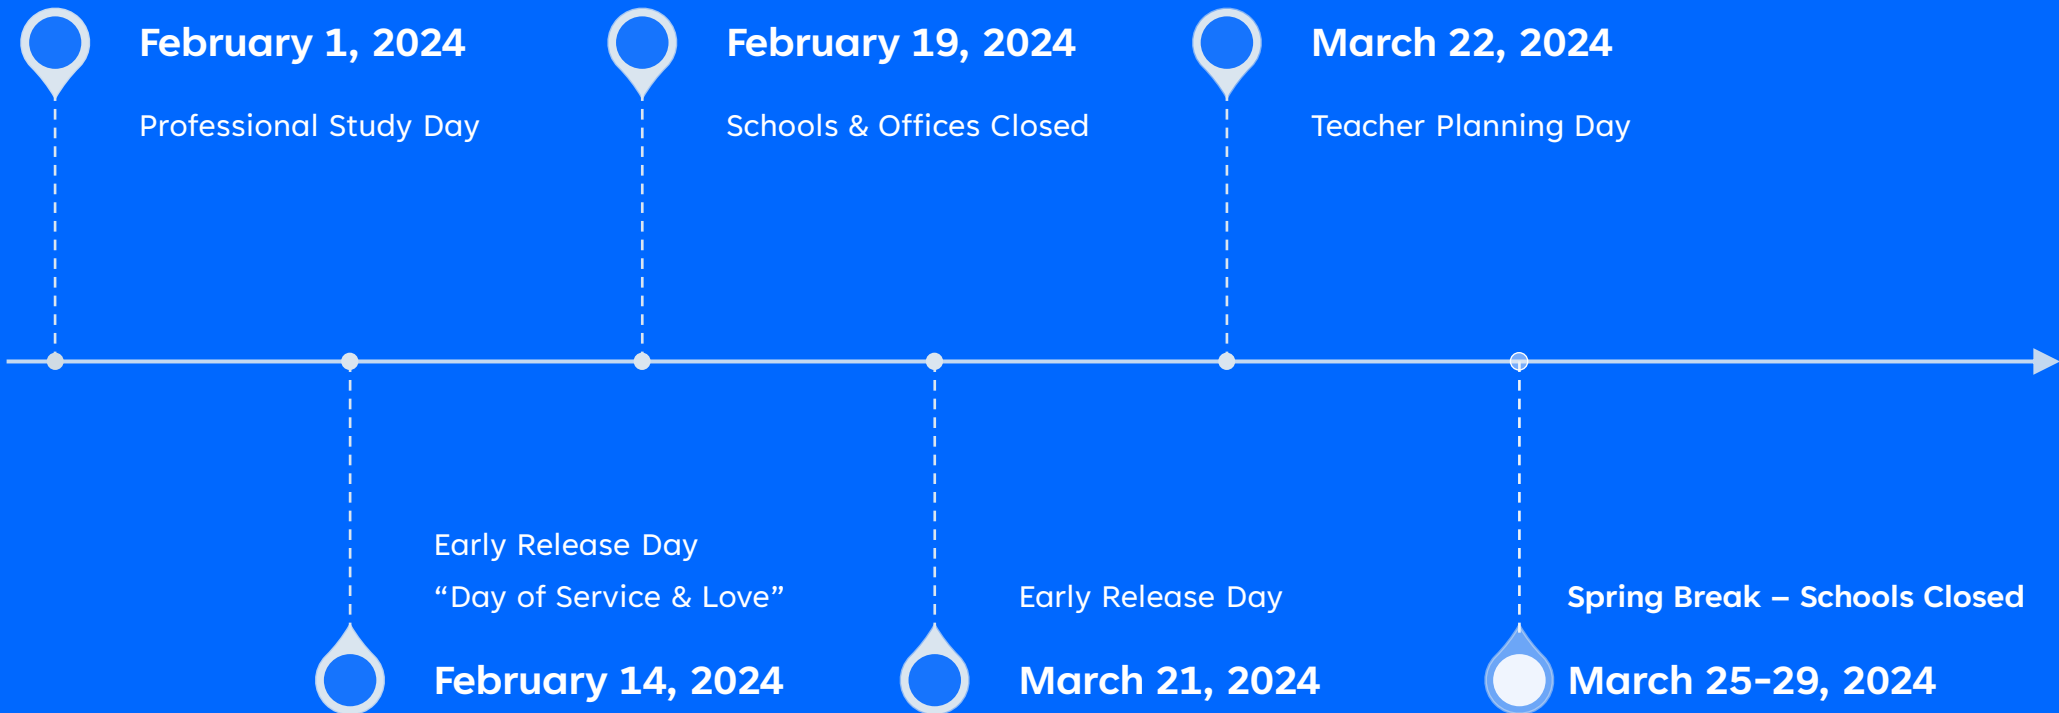 February 1, 2024
Professional Study Day
February 19, 2024
Schools & Offices Closed
March 22, 2024
Teacher Planning Day
Early Release Day
“Day of Service & Love”
February 14, 2024
Early Release Day
March 21, 2024
Spring Break – Schools Closed
March 25-29, 2024